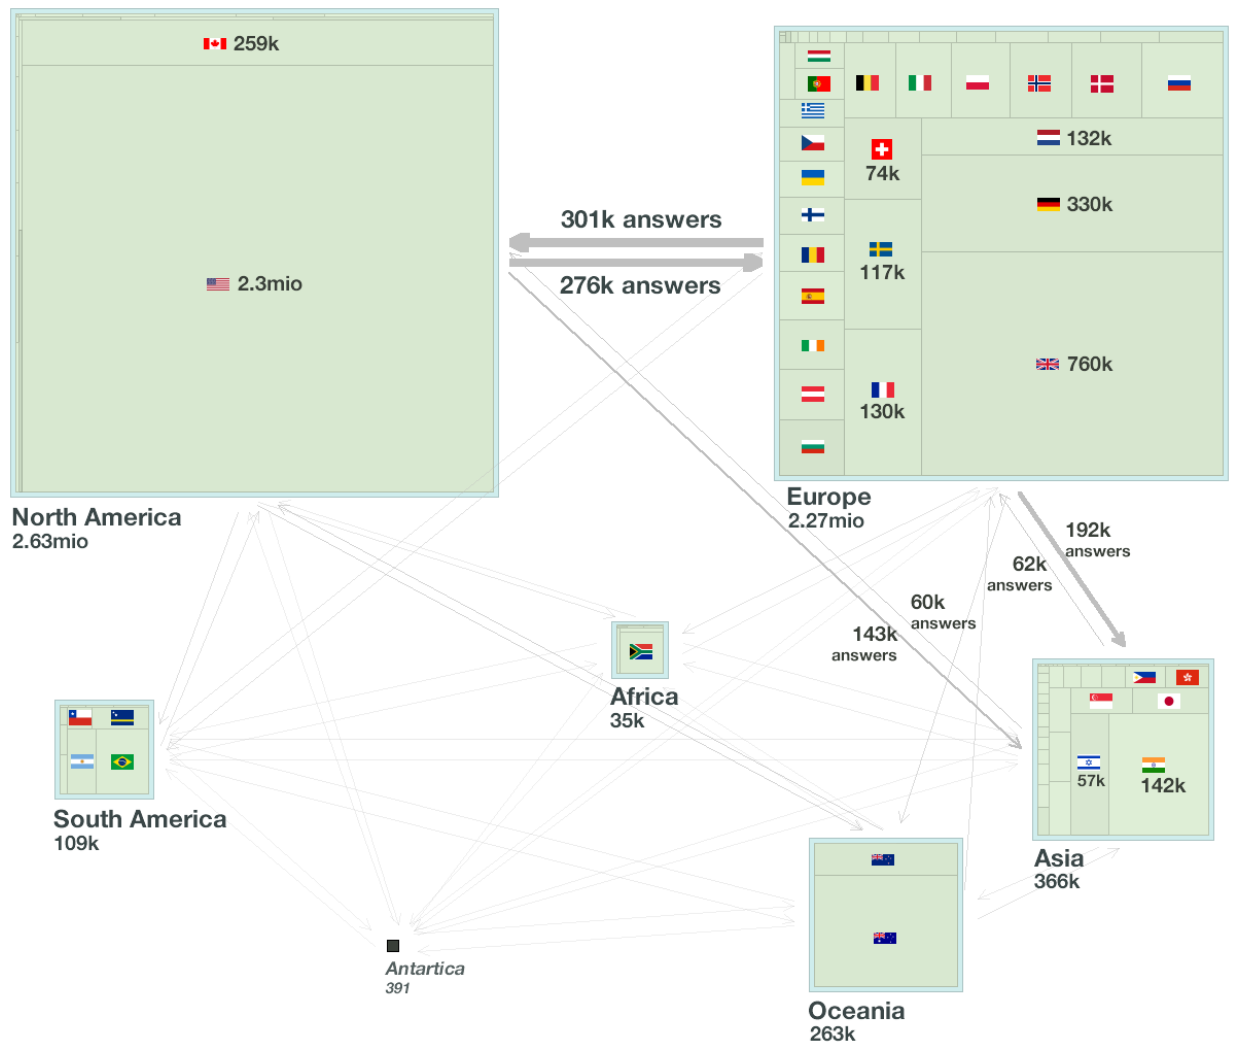 259k
2.3mio
North America
2.63mio
301k answers
276k answers
132k
74k
330k
117k
760k
130k
Europe
2.27mio
192k
answers
62k
answers
60k
answers
143k
answers
Africa
35k
South America
109k
57k
142k
Asia
366k
Antartica
391
Oceania
263k